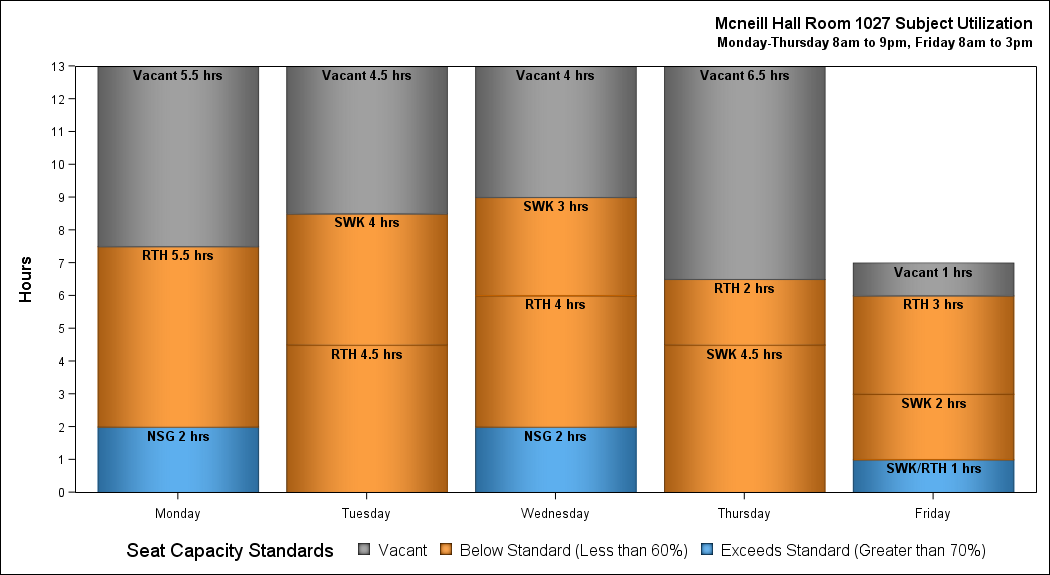 Mcneill Hall Room 1027 Subject Utilization
Monday-Thursday 8am to 9pm, Friday 8am to 3pm
Hours
13
12
11
10
9
8
7
6
5
4
3
2
1
0
Vacant 5.5 hrs
RTH 5.5 hrs
NSG 2 hrs
Vacant 4.5 hrs
SWK 4 hrs
RTH 4.5 hrs
Vacant 4 hrs
SWK 3 hrs
RTH 4 hrs
NSG 2 hrs
Vacant 6.5 hrs
RTH 2 hrs
SWK 4.5 hrs
Vacant 1 hrs
RTH 3 hrs
SWK 2 hrs
SWK/RTH 1 hrs
Monday Tuesday Wednesday Thursday Friday
Seat Capacity Standards Vacant Below Standard (Less than 60%) Exceeds Standard (Greater than 70%)